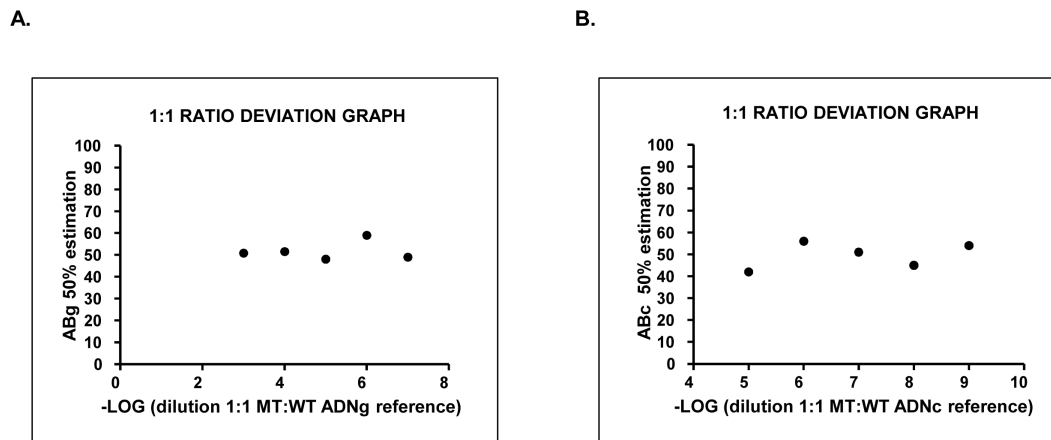 A.
1:1 RATIO DEVIATION GRAPH
ABg 50% estimation
100
90
80
70
60
50
40
30
20
10
0
0 2 4 6 8
-LOG (dilution 1:1 MT:WT ADNg reference)
B.
1:1 RATIO DEVIATION GRAPH
ABc 50% estimation
100
90
80
70
60
50
40
30
20
10
0
4 5 6 7 8 9 10
-LOG (dilution 1:1 MT:WT ADNc reference)